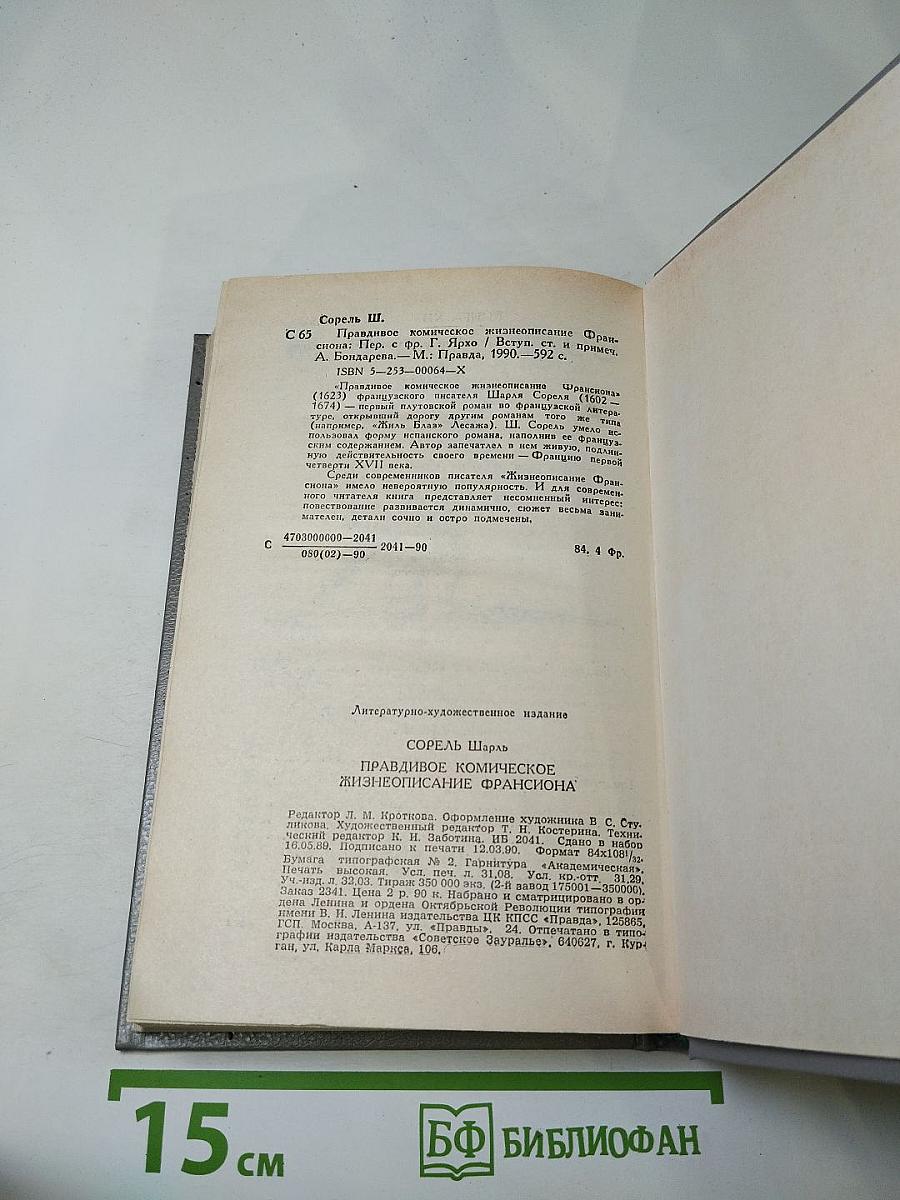 Сорель Ш.
С 65 Правдивое комическое жизнеописание Фран-
сиона: Пер. с фр. Г. Ярхо / Вступ. ст. и примеч.
А. Бондарева.— М.: Правда, 1990.—592 с.
ISBN 5—253—00064—X
«Правдивое комическое жизнеописание Франсиона»
(1623) французского писателя Шарля Сореля (1602—
1674) — первый плутовской роман во французской литера-
туре, открывший дорогу другим романам того же типа
(например, «Жиль Блаз» Лесажа). Ш. Сорель умело ис-
пользовал форму испанского романа, наполнив ее француз-
ским содержанием. Автор запечатлел в нем живую, подлин-
ную действительность своего времени — Францию первой
четверти XVII века.
Среди современников писателя «Жизнеописание Фран-
сиона» имело невероятную популярность. И для современ-
ного читателя книга представляет несомненный интерес:
повествование развивается динамично, сюжет весьма зани-
мателен, детали сочно и остро подмечены.
С 4703000000—2041
080(02)—90 2041—90 84. 4 Фр.
Литературно-художественное издание
СОРЕЛЬ Шарль
ПРАВДИВОЕ КОМИЧЕСКОЕ
ЖИЗНЕОПИСАНИЕ ФРАНСИОНА
Редактор Л. М. Кроткова. Оформление художника В С. Сту-
ликова. Художественный редактор Т. Н. Костерина. Техни-
ческий редактор К. И. Заботина. ИБ 2041. Сдано в набор
16.05.89. Подписано к печати 12.03.90. Формат 84х108¹/₃₂.
Бумага типографская № 2. Гарнитура «Академическая».
Печать высокая. Усл. печ. л. 31,08. Усл. кр.-отт. 31,29.
Уч.-изд. л. 32,03. Тираж 350 000 экз. (2-й завод 175001—350000).
Заказ 2341. Цена 2 р. 90 к. Набрано и сматрицировано в ор-
дена Ленина и ордена Октябрьской Революции типографии
имени В. И. Ленина издательства ЦК КПСС «Правда», 125865,
ГСП, Москва, А-137, ул. «Правды», 24. Отпечатано в типо-
графии издательства «Советское Зауралье», 640627, г. Кур-
ган, ул. Карла Маркса, 106.
15 см БФ БИБЛИОФАН